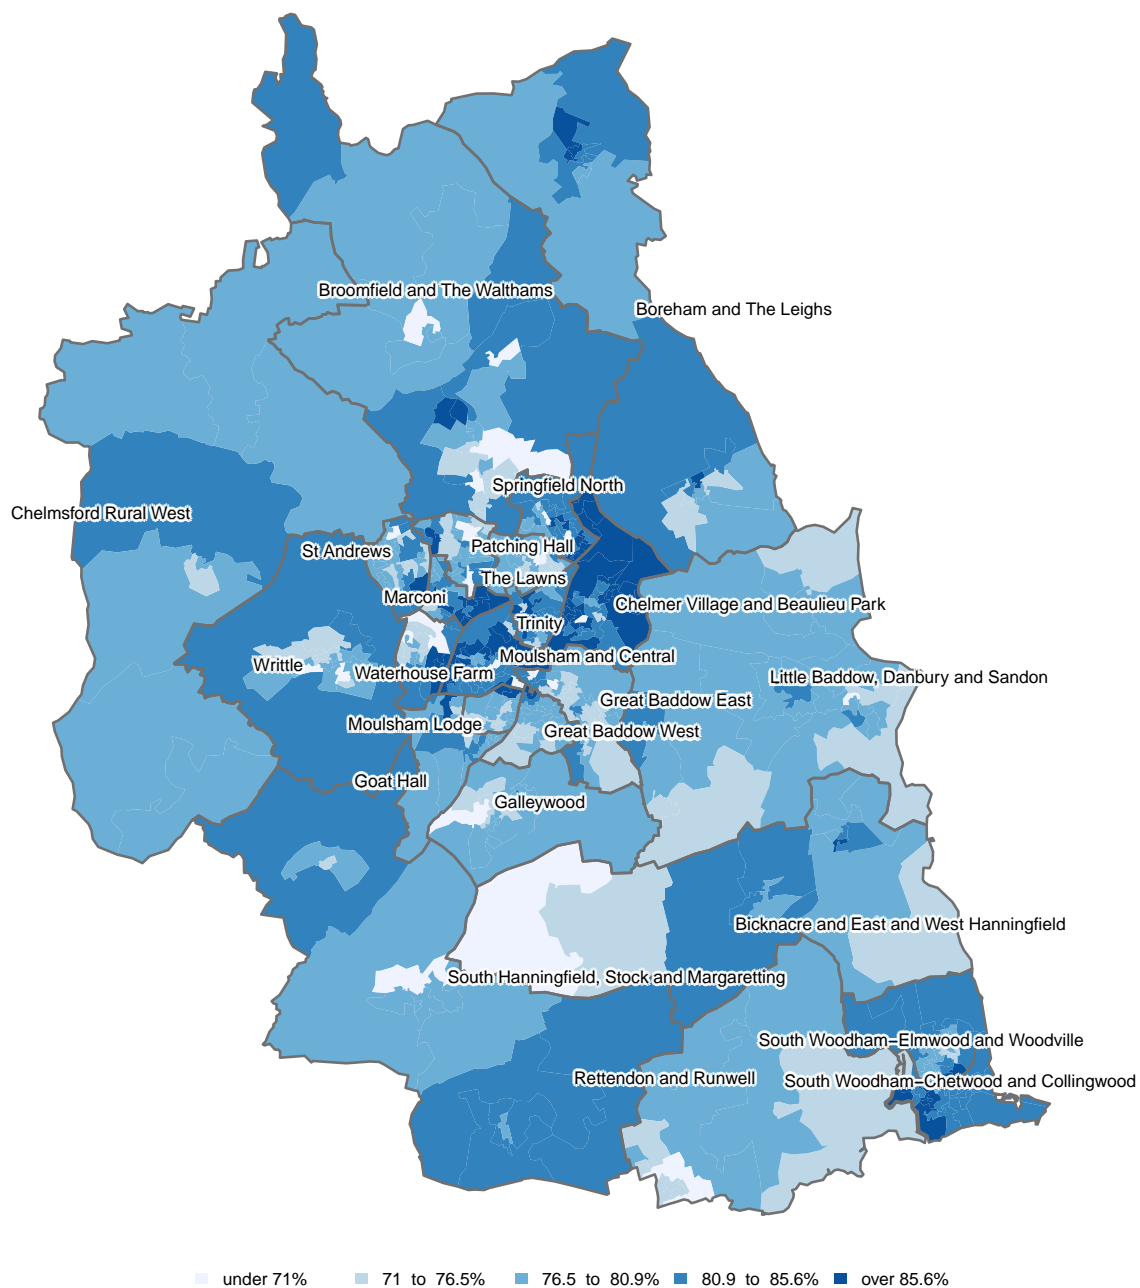 Broomfield and The Walthams
Boreham and The Leighs
Springfield North
Chelmsford Rural West
St Andrews
Patching Hall
The Lawns
Marconi
Chelmer Village and Beaulieu Park
Trinity
Moulsham and Central
Writtle
Waterhouse Farm
Little Baddow, Danbury and Sandon
Great Baddow East
Moulsham Lodge
Great Baddow West
Goat Hall
Galleywood
Bicknacre and East and West Hanningfield
South Hanningfield, Stock and Margaretting
South Woodham−Elmwood and Woodville
Rettendon and Runwell
South Woodham−Chetwood and Collingwood
under 71%
71 to 76.5%
76.5 to 80.9%
80.9 to 85.6%
over 85.6%